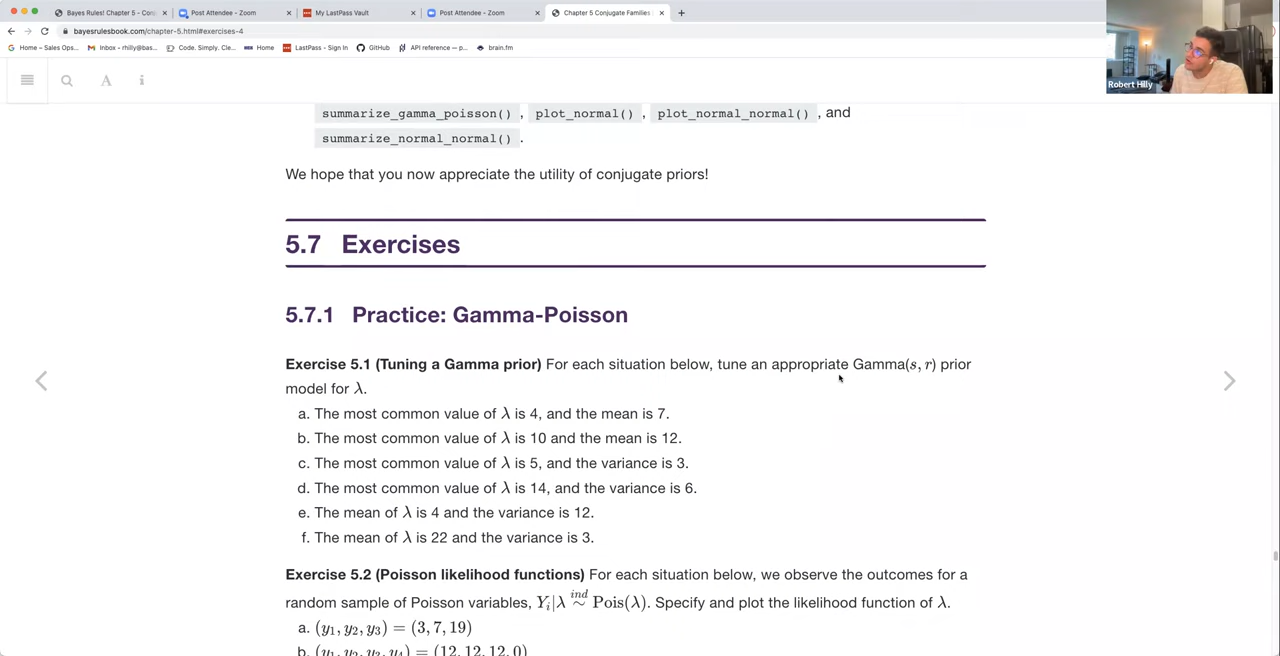 Bayes Rules! Chapter 5 - Con
Post Attendee - Zoom
My LastPass Vault
Post Attendee - Zoom
Chapter 5 Conjugate Families
bayesrulesbook.com/chapter-5.html#exercises-4
Home – Sales Ops...
Inbox - rhilly@bas...
Code. Simply. Cle...
Home
LastPass - Sign In
GitHub
API reference — p...
brain.fm
Robert Hilly
summarize_gamma_poisson() , plot_normal() , plot_normal_normal() , and
summarize_normal_normal() .
We hope that you now appreciate the utility of conjugate priors!
5.7 Exercises
5.7.1 Practice: Gamma-Poisson
Exercise 5.1 (Tuning a Gamma prior) For each situation below, tune an appropriate Gamma(s, r) prior
model for λ.
a. The most common value of λ is 4, and the mean is 7.
b. The most common value of λ is 10 and the mean is 12.
c. The most common value of λ is 5, and the variance is 3.
d. The most common value of λ is 14, and the variance is 6.
e. The mean of λ is 4 and the variance is 12.
f. The mean of λ is 22 and the variance is 3.
Exercise 5.2 (Poisson likelihood functions) For each situation below, we observe the outcomes for a
random sample of Poisson variables, Yᵢ|λ ind ~ Pois(λ). Specify and plot the likelihood function of λ.
a. (y₁, y₂, y₃) = (3, 7, 19)
b. (y₁, y₂, y₃, y₄) = (12, 12, 12, 0)